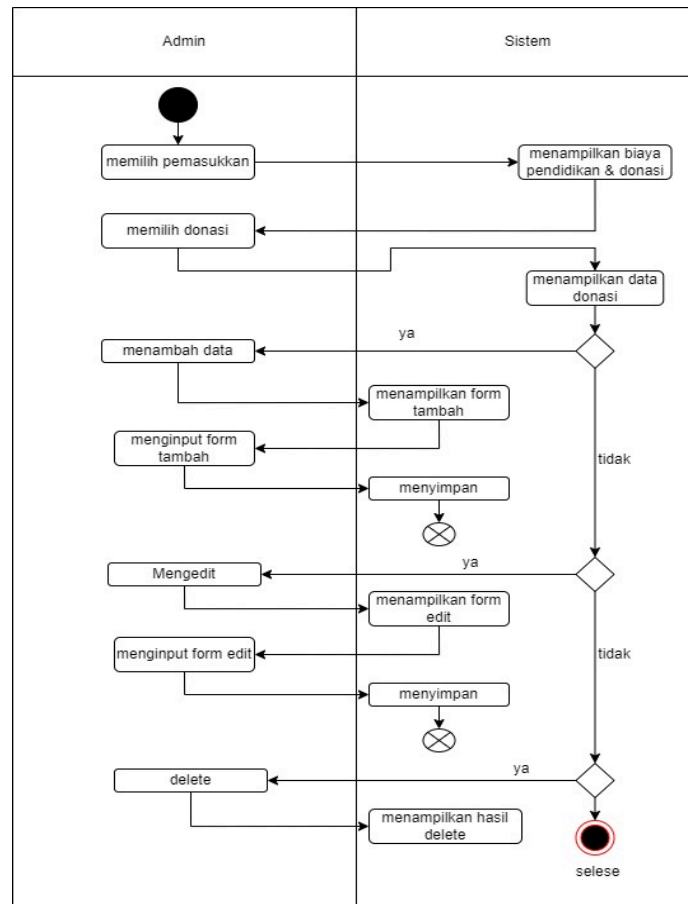 Admin
Sistem
memilih pemasukkan
menampilkan biaya
pendidikan & donasi
memilih donasi
menampilkan data
donasi
ya
menambah data
menampilkan form
tambah
menginput form
tambah
tidak
menyimpan
ya
Mengedit
menampilkan form
edit
menginput form edit
tidak
menyimpan
ya
delete
menampilkan hasil
delete
selese